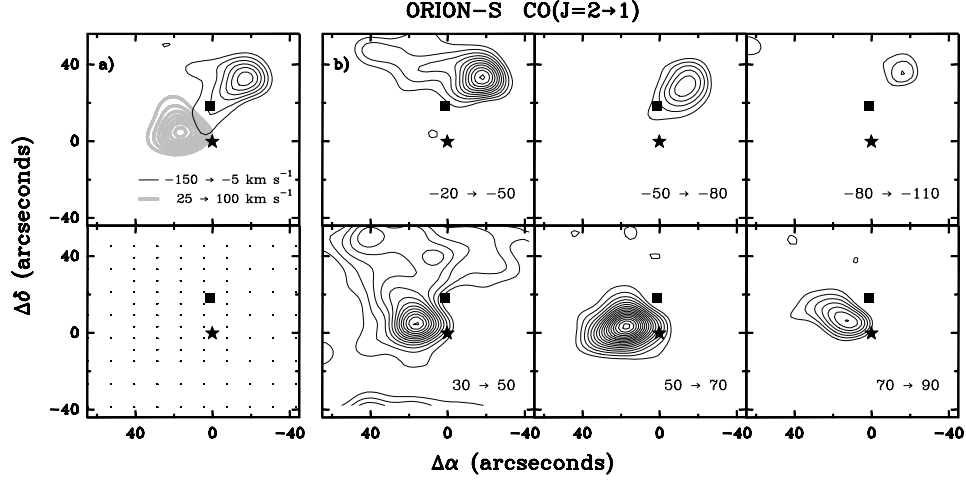 ORION-S CO(J=2→1)
a)
b)
40
0
-40
-150 → -5 km s⁻¹
25 → 100 km s⁻¹
-20 → -50
-50 → -80
-80 → -110
40
0
-40
30 → 50
50 → 70
70 → 90
40 0 -40
40 0
40 0
40 0 -40
Δδ (arcseconds)
Δα (arcseconds)